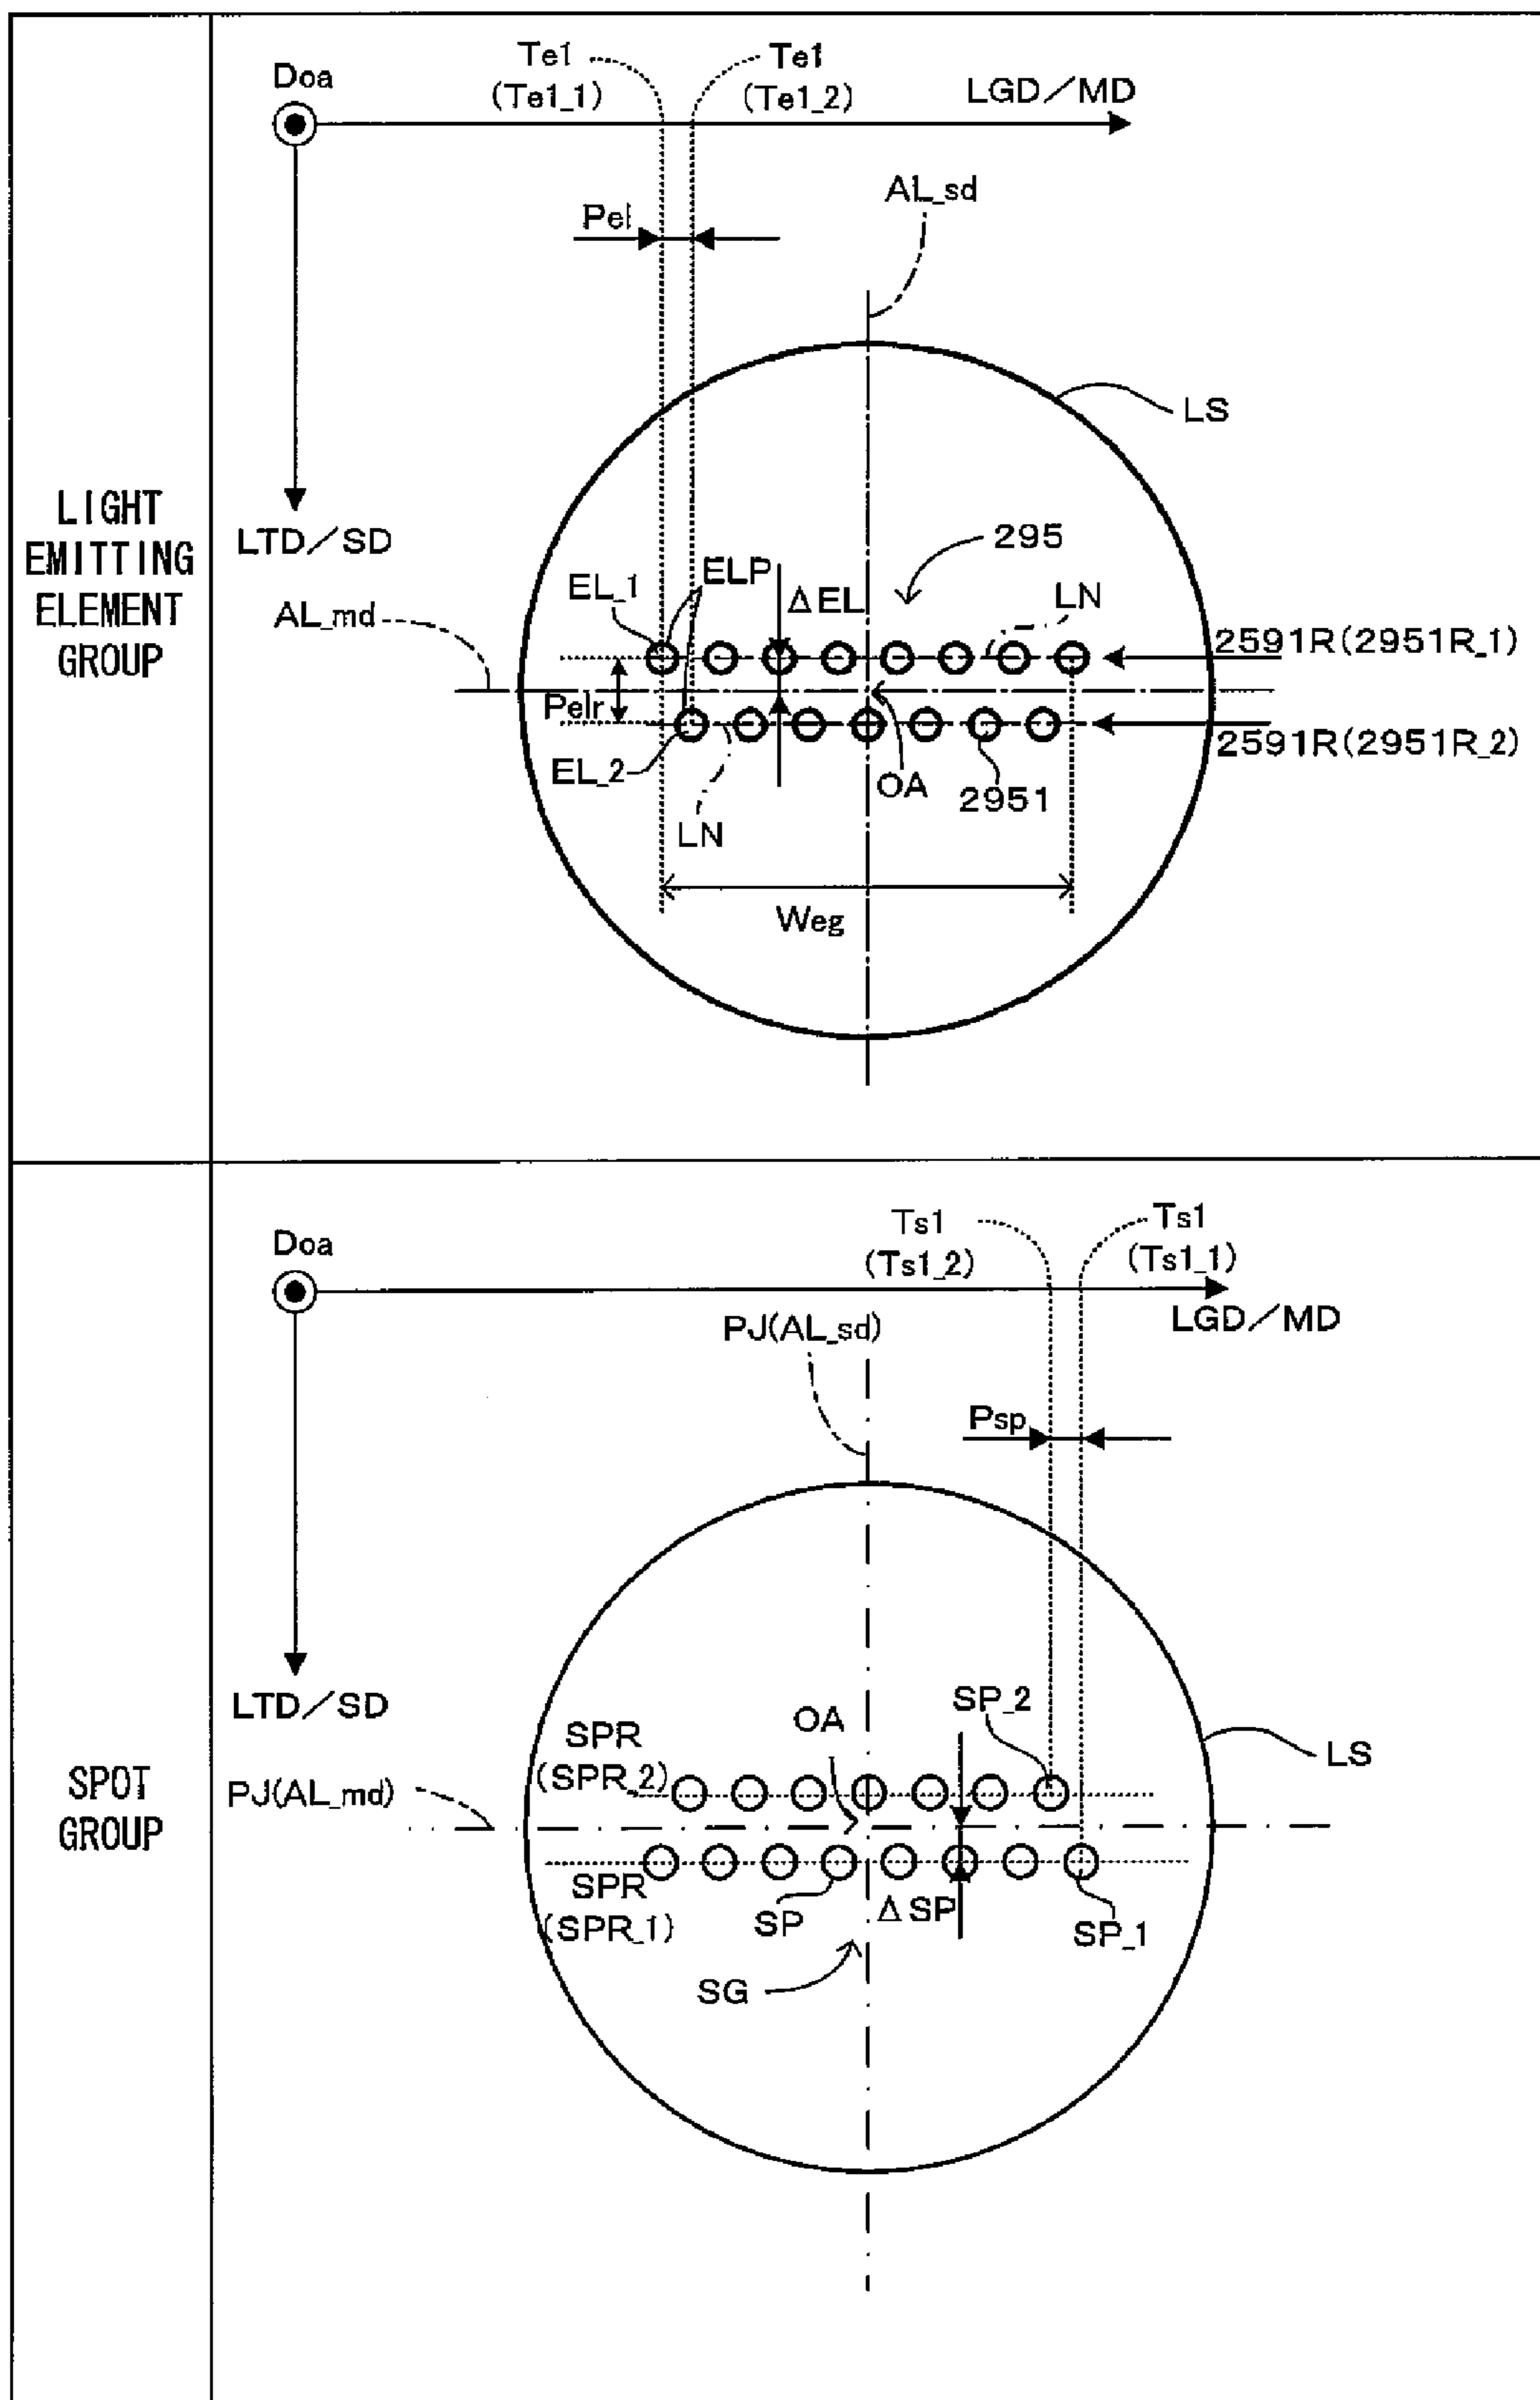 LIGHT
EMITTING
ELEMENT
GROUP
Doa
Te1
(Te1_1)
Te1
(Te1_2)
LGD/MD
AL_sd
Pel
LS
LTD/SD
295
AL_md
EL_1
ELP
ΔEL
LN
2591R(2951R_1)
Pelr
2591R(2951R_2)
EL_2
OA
2951
LN
Weg
SPOT
GROUP
Doa
Ts1
(Ts1_2)
Ts1
(Ts1_1)
LGD/MD
PJ(AL_sd)
Psp
LTD/SD
OA
SP_2
SPR
(SPR_2)
LS
PJ(AL_md)
SPR
(SPR_1)
SP
ΔSP
SP_1
SG